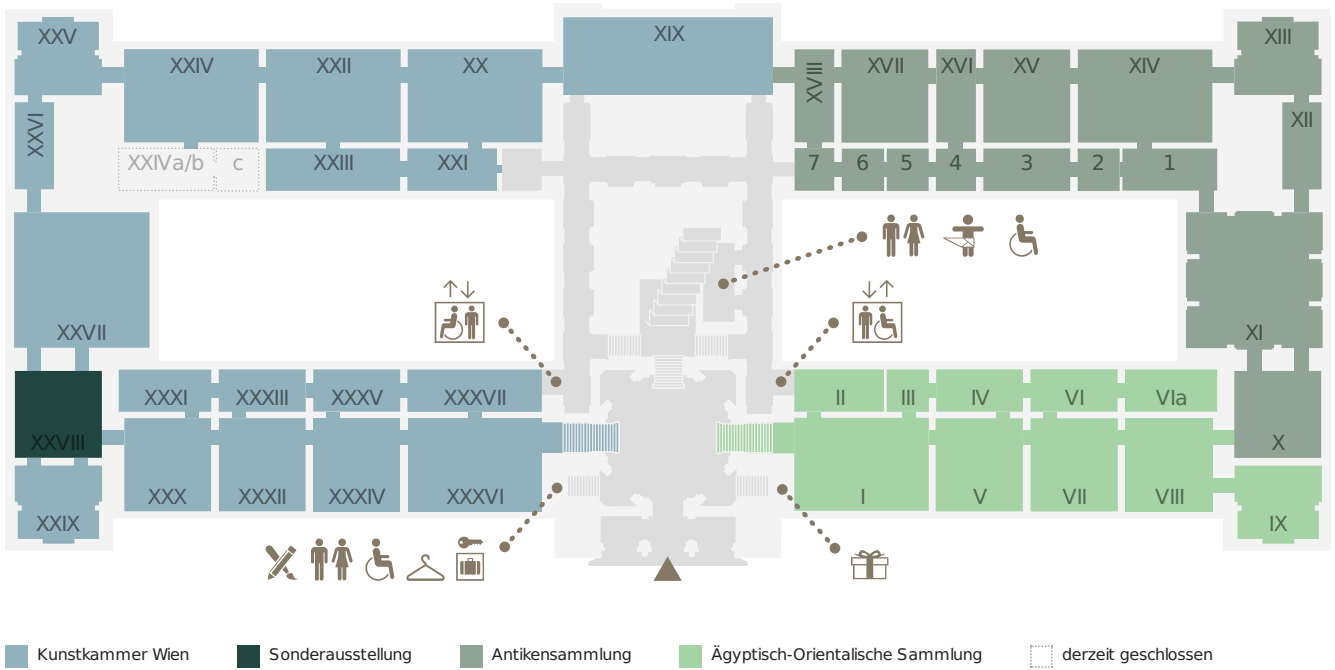 XXV
XIX
XIII
XXIV
XXII
XX
XVIII
XVII
XVI
XV
XIV
XXVI
XII
XXIVa/b
c
XXIII
XXI
7
6
5
4
3
2
1
XXVII
XI
XXXI
XXXIII
XXXV
XXXVII
II
III
IV
VI
VIa
XXVIII
X
XXX
XXXII
XXXIV
XXXVI
I
V
VII
VIII
XXIX
IX
Kunstkammer Wien
Sonderausstellung
Antikensammlung
Ägyptisch-Orientalische Sammlung
derzeit geschlossen